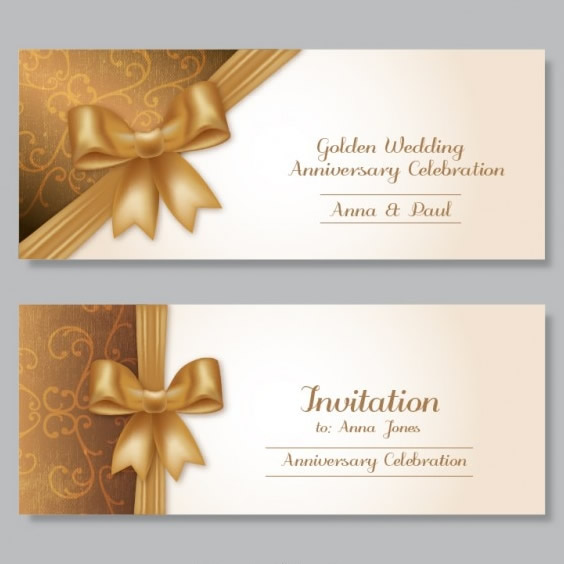 Golden Wedding
Anniversary Celebration
Anna & Paul
Invitation
to: Anna Jones
Anniversary Celebration